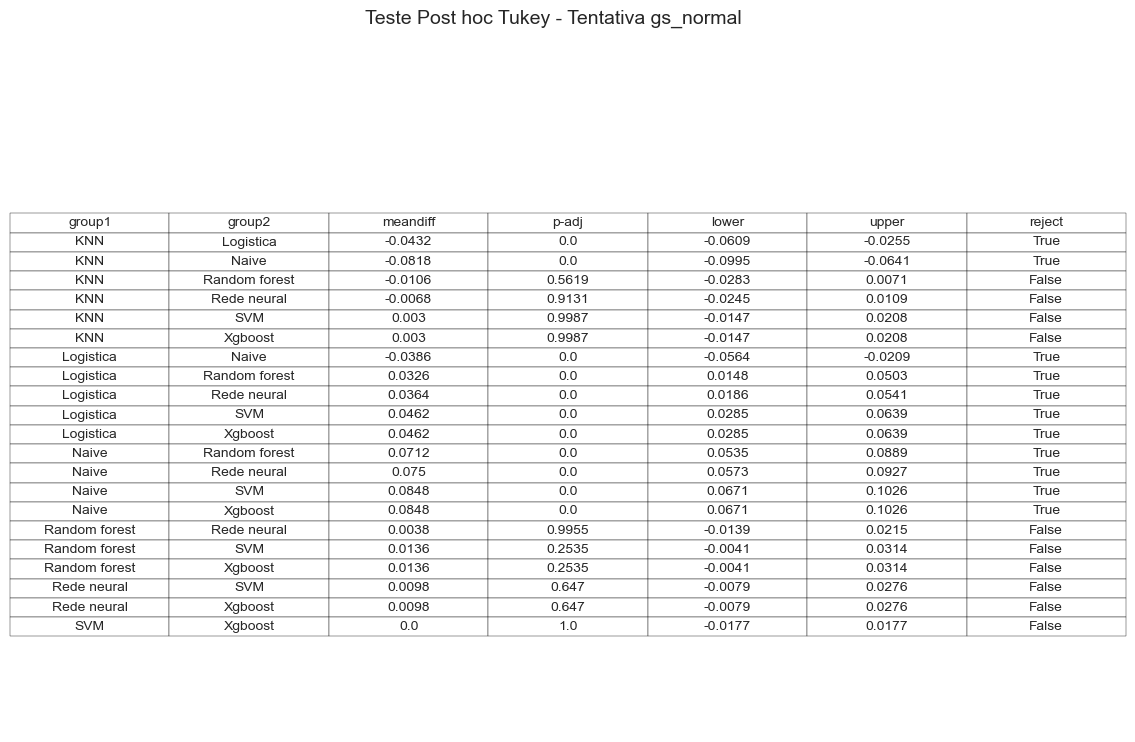 Teste Post hoc Tukey - Tentativa gs_normal
group1 group2 meandiff p-adj lower upper reject
KNN Logistica -0.0432 0.0 -0.0609 -0.0255 True
KNN Naive -0.0818 0.0 -0.0995 -0.0641 True
KNN Random forest -0.0106 0.5619 -0.0283 0.0071 False
KNN Rede neural -0.0068 0.9131 -0.0245 0.0109 False
KNN SVM 0.003 0.9987 -0.0147 0.0208 False
KNN Xgboost 0.003 0.9987 -0.0147 0.0208 False
Logistica Naive -0.0386 0.0 -0.0564 -0.0209 True
Logistica Random forest 0.0326 0.0 0.0148 0.0503 True
Logistica Rede neural 0.0364 0.0 0.0186 0.0541 True
Logistica SVM 0.0462 0.0 0.0285 0.0639 True
Logistica Xgboost 0.0462 0.0 0.0285 0.0639 True
Naive Random forest 0.0712 0.0 0.0535 0.0889 True
Naive Rede neural 0.075 0.0 0.0573 0.0927 True
Naive SVM 0.0848 0.0 0.0671 0.1026 True
Naive Xgboost 0.0848 0.0 0.0671 0.1026 True
Random forest Rede neural 0.0038 0.9955 -0.0139 0.0215 False
Random forest SVM 0.0136 0.2535 -0.0041 0.0314 False
Random forest Xgboost 0.0136 0.2535 -0.0041 0.0314 False
Rede neural SVM 0.0098 0.647 -0.0079 0.0276 False
Rede neural Xgboost 0.0098 0.647 -0.0079 0.0276 False
SVM Xgboost 0.0 1.0 -0.0177 0.0177 False